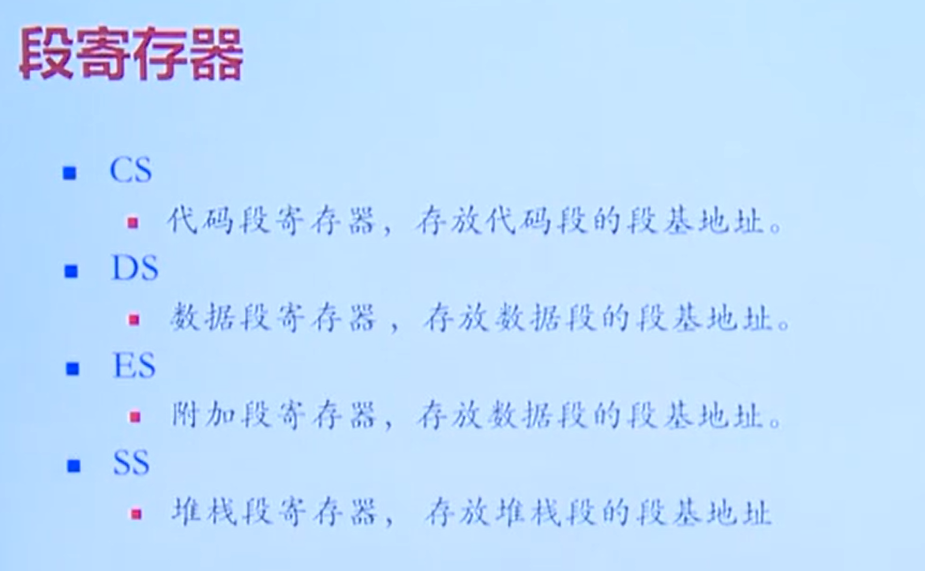 段寄存器
CS
代码段寄存器，存放代码段的段基地址。
DS
数据段寄存器，存放数据段的段基地址。
ES
附加段寄存器，存放数据段的段基地址。
SS
堆栈段寄存器， 存放堆栈段的段基地址